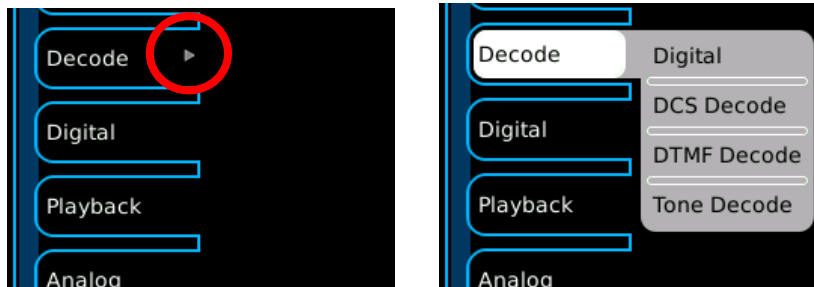 Decode
Digital
Playback
Analog
Decode
Digital
Playback
Analog
Digital
DCS Decode
DTMF Decode
Tone Decode